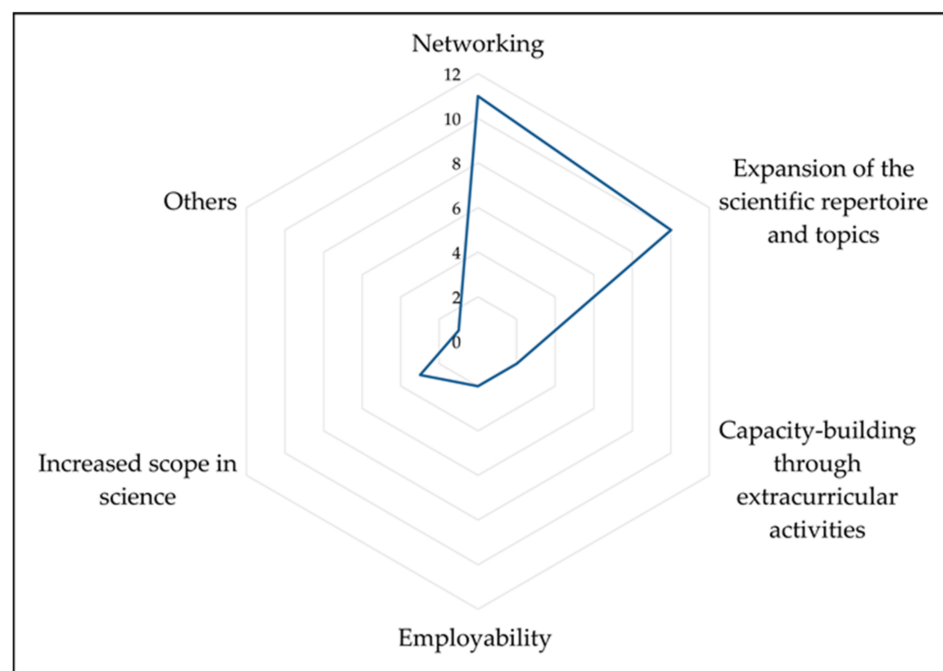 Networking
12
10
8
6
4
2
0
Expansion of the
scientific repertoire
and topics
Capacity-building
through
extracurricular
activities
Employability
Increased scope in
science
Others